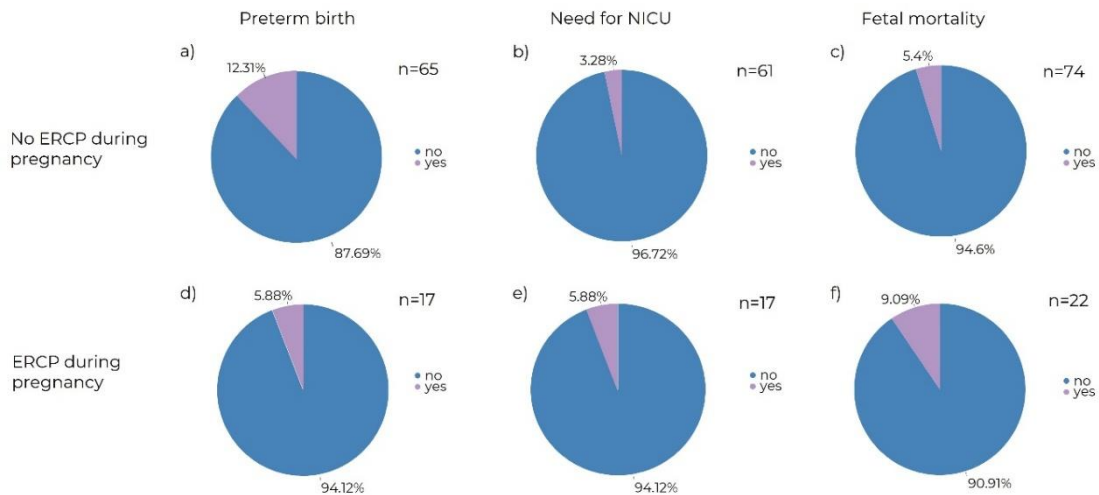 Preterm birth
Need for NICU
Fetal mortality
a)
12.31%
n=65
b)
3.28%
n=61
c)
5.4%
n=74
No ERCP during
pregnancy
no
yes
no
yes
no
yes
87.69%
96.72%
94.6%
d)
5.88%
n=17
e)
5.88%
n=17
f)
9.09%
n=22
ERCP during
pregnancy
no
yes
no
yes
no
yes
94.12%
94.12%
90.91%